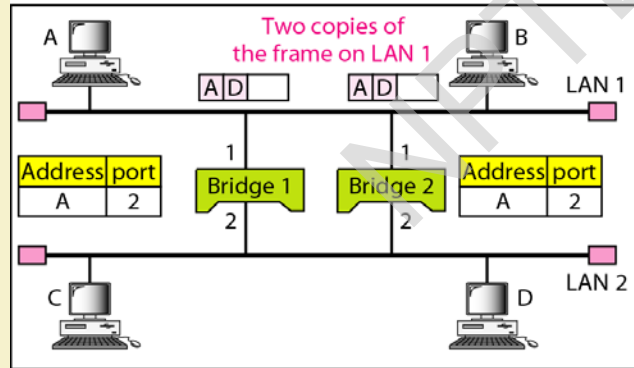 Two copies of
the frame on LAN 1
A
B
A D
A D
LAN 1
1
1
Address port
A 2
Bridge 1
Bridge 2
Address port
A 2
2
2
C
D
LAN 2
NPT